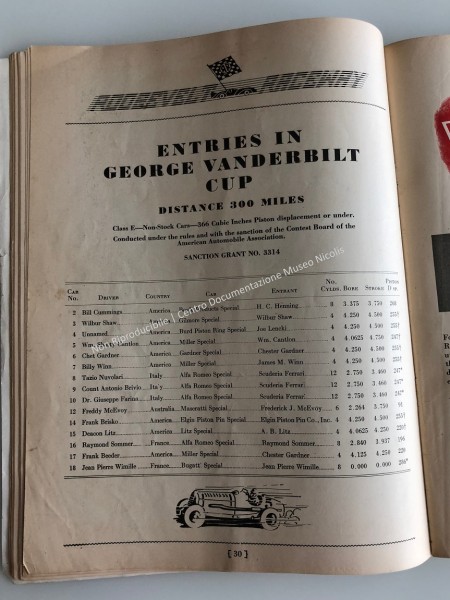 ROOSEVELT RACEWAY
ENTRIES IN
GEORGE VANDERBILT
CUP
DISTANCE 300 MILES
Class E—Non-Stock Cars—366 Cubic Inches Piston displacement or under.
Conducted under the rules and with the sanction of the Contest Board of the
American Automobile Association.
SANCTION GRANT NO. 3314
CAR No. DRIVER COUNTRY CAR ENTRANT No. CYLDS. BORE STROKE PISTON
2 Bill Cummings America Special H. C. Henning 8 3.275 3.750
3 Wilbur Shaw America Gilmore Special Wilbur Shaw 4 4.250 4.500
4 Unnamed America Burd Piston Ring Special Joe Lencki 4 4.250 4.500
5 Wm. Cantlon America Miller Special Wm. Cantlon 4 4.0625 4.750
6 Chet Gardner America Gardner Special Chester Gardner 4 4.250 4.500
7 Billy Winn America Miller Special James M. Winn 4 4.250 4.500
8 Tazio Nuvolari Italy Alfa Romeo Special Scuderia Ferrari 12 2.750 3.460
9 Count Antonio Brivio Italy Alfa Romeo Special Scuderia Ferrari 12 2.750 3.460
10 Dr. Giuseppe Farina Italy Alfa Romeo Special Scuderia Ferrari 12 2.750 3.460
12 Freddy McEvoy Australia Maseratti Special Frederick J. McEvoy 6 2.264 3.750
14 Frank Brisko America Elgin Piston Pin Special Elgin Piston Pin Co., Inc. 4 4.250 4.500
15 Deacon Litz America Litz Special A. B. Litz 4 4.0625 4.250
16 Raymond Sommer France Alfa Romeo Special Raymond Sommer 8 2.840 3.937
17 Frank Beeder America Miller Special Chester Gardner 4 4.125 4.250
18 Jean Pierre Wimille France Bugatti Special Jean Pierre Wimille 8 0.000 0.000
[ 30 ]
Centro Documentazione Museo Nicolis